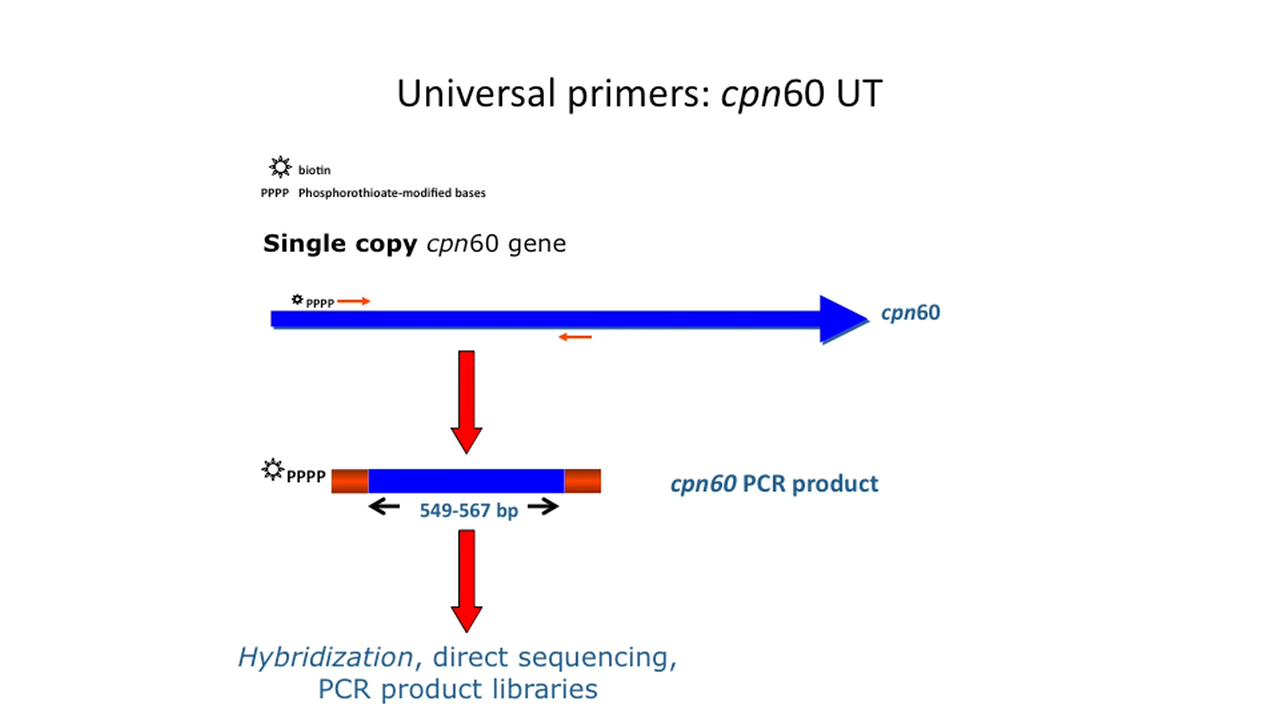 Universal primers: cpn60 UT
biotin
PPPP Phosphorothioate-modified bases
Single copy cpn60 gene
PPPP
cpn60
PPPP
cpn60 PCR product
549-567 bp
Hybridization, direct sequencing,
PCR product libraries